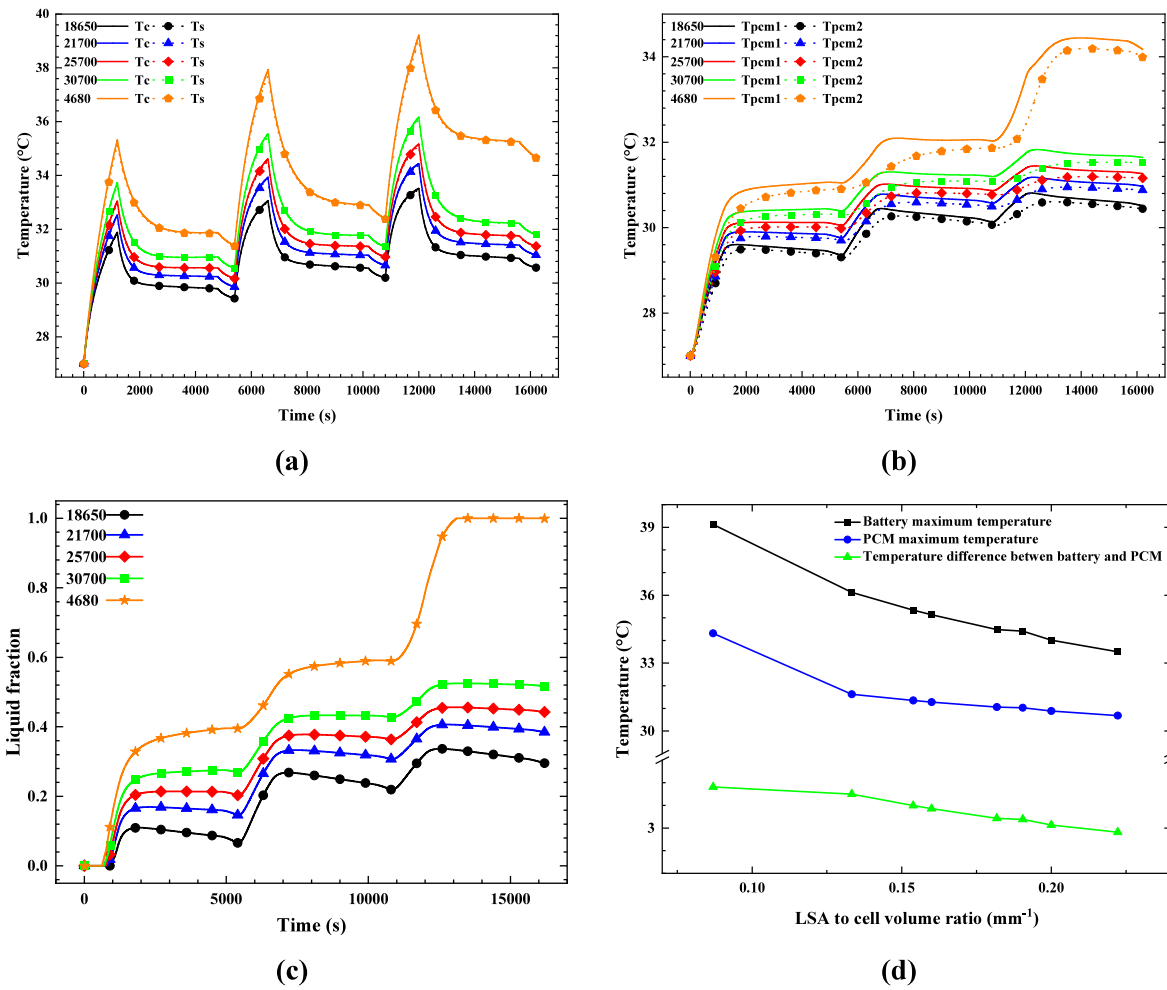 40
38
36
34
32
30
28
Temperature (°C)
18650 Tc Ts
21700 Tc Ts
25700 Tc Ts
30700 Tc Ts
4680 Tc Ts
0 2000 4000 6000 8000 10000 12000 14000 16000
Time (s)
(a)
34
32
30
28
Temperature (°C)
18650 Tpcm1 Tpcm2
21700 Tpcm1 Tpcm2
25700 Tpcm1 Tpcm2
30700 Tpcm1 Tpcm2
4680 Tpcm1 Tpcm2
0 2000 4000 6000 8000 10000 12000 14000 16000
Time (s)
(b)
1.0
0.8
0.6
0.4
0.2
0.0
Liquid fraction
18650
21700
25700
30700
4680
0 5000 10000 15000
Time (s)
(c)
39
36
33
30
3
Temperature (°C)
Battery maximum temperature
PCM maximum temperature
Temperature difference betwen battery and PCM
0.10 0.15 0.20
LSA to cell volume ratio (mm⁻¹)
(d)